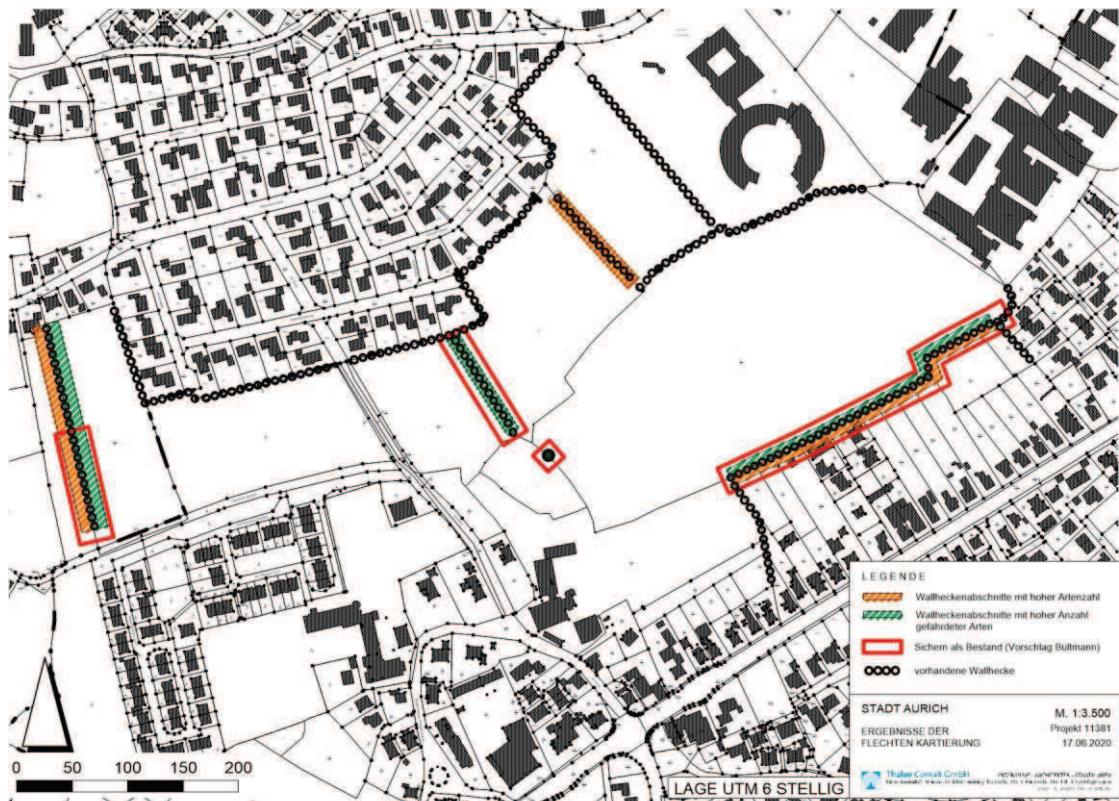 LEGENDE
Wallheckenabschnitte mit hoher Artenzahl
Wallheckenabschnitte mit hoher Anzahl
gefährdeter Arten
Sichern als Bestand (Vorschlag Bültmann)
vorhandene Wallhecke
STADT AURICH
M. 1:3.500
ERGEBNISSE DER
FLECHTEN KARTIERUNG
Projekt 11381
17.06.2020
Thalen Consult GmbH
0 50 100 150 200
LAGE UTM 6 STELLIG